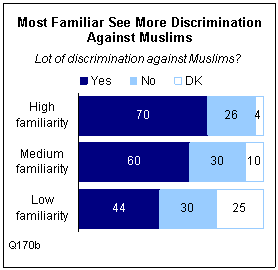 Most Familiar See More Discrimination
Against Muslims
Lot of discrimination against Muslims?
Yes No DK
High
familiarity
70 26 4
Medium
familiarity
60 30 10
Low
familiarity
44 30 25
Q170b